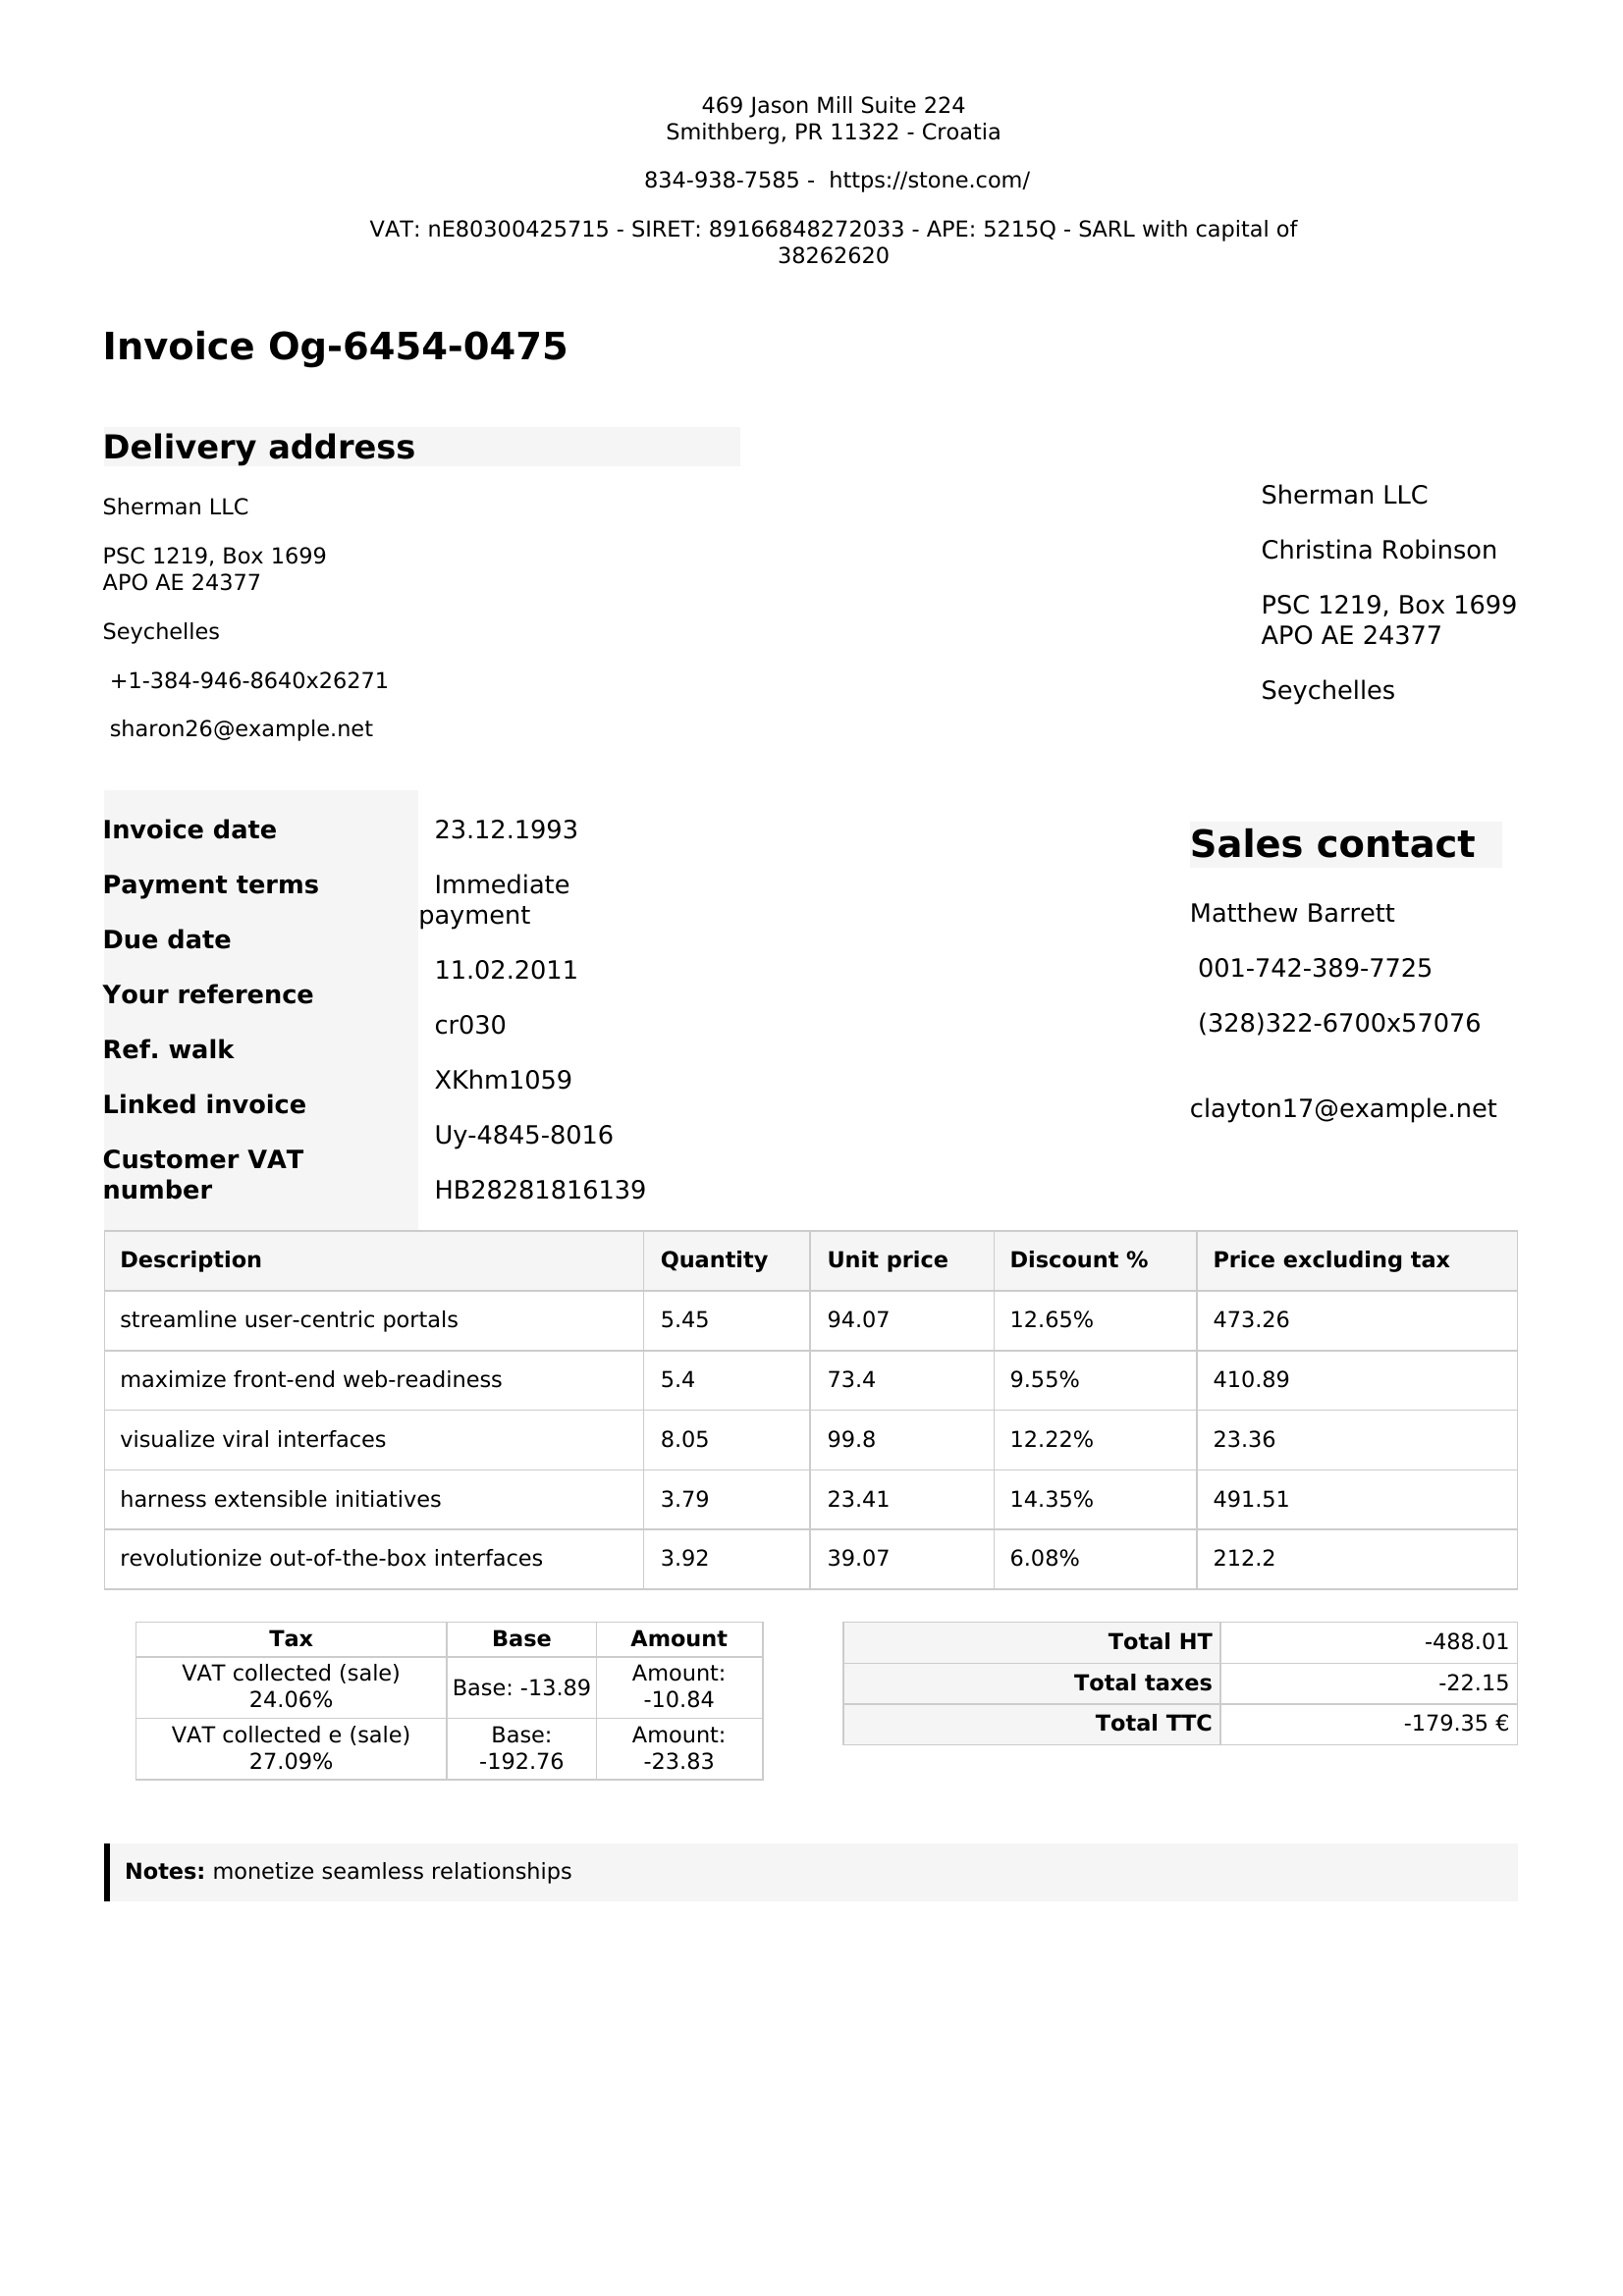 469 Jason Mill Suite 224
Smithberg, PR 11322 - Croatia
834-938-7585 - https://stone.com/
VAT: nE80300425715 - SIRET: 89166848272033 - APE: 5215Q - SARL with capital of
38262620
Invoice Og-6454-0475
Delivery address
Sherman LLC
PSC 1219, Box 1699
APO AE 24377
Seychelles
+1-384-946-8640x26271
sharon26@example.net
Sherman LLC
Christina Robinson
PSC 1219, Box 1699
APO AE 24377
Seychelles
Invoice date
Payment terms
Due date
Your reference
Ref. walk
Linked invoice
Customer VAT
number
23.12.1993
Immediate
payment
11.02.2011
cr030
XKhm1059
Uy-4845-8016
HB28281816139
Sales contact
Matthew Barrett
001-742-389-7725
(328)322-6700x57076
clayton17@example.net
Description Quantity Unit price Discount % Price excluding tax
streamline user-centric portals 5.45 94.07 12.65% 473.26
maximize front-end web-readiness 5.4 73.4 9.55% 410.89
visualize viral interfaces 8.05 99.8 12.22% 23.36
harness extensible initiatives 3.79 23.41 14.35% 491.51
revolutionize out-of-the-box interfaces 3.92 39.07 6.08% 212.2
Tax Base Amount
VAT collected (sale)
24.06%
Base: -13.89
Amount:
-10.84
VAT collected e (sale)
27.09%
Base:
-192.76
Amount:
-23.83
Total HT -488.01
Total taxes -22.15
Total TTC -179.35 €
Notes: monetize seamless relationships